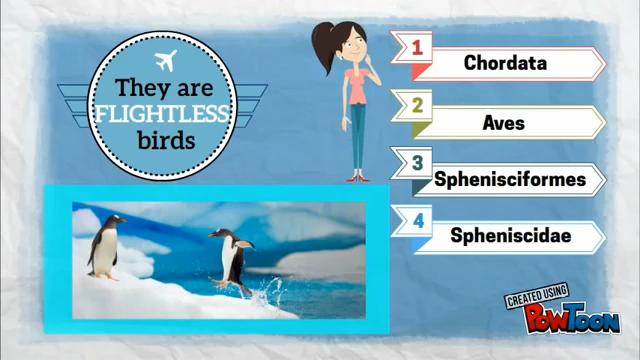 They are
FLIGHTLESS
birds
1
Chordata
2
Aves
3
Sphenisciformes
4
Spheniscidae
CREATED USING
POWTOON